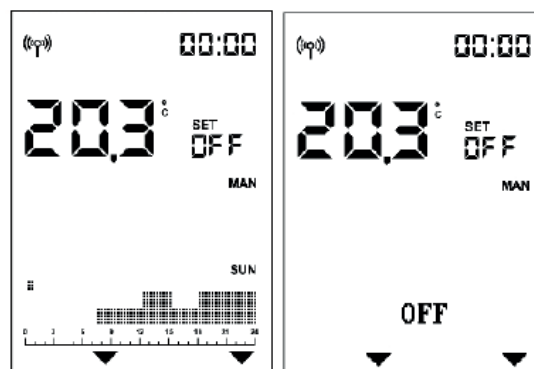 00:00
20,3 °C
SET
OFF
MAN
SUN
0 3 6 9 12 15 18 21 24
00:00
20,3 °C
SET
OFF
MAN
OFF